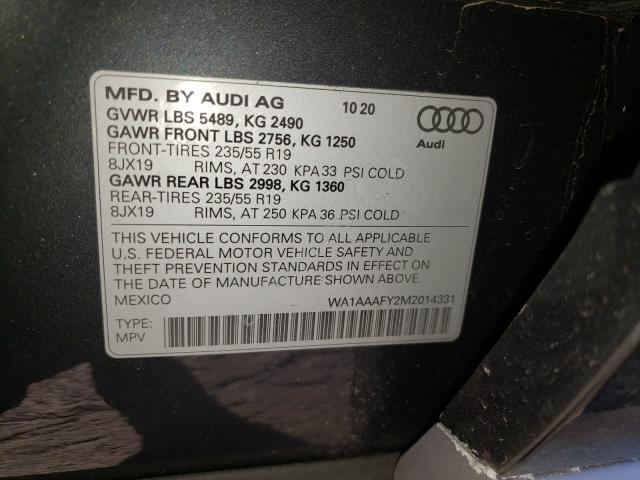 MFD. BY AUDI AG 10 20
GVWR LBS 5489, KG 2490
GAWR FRONT LBS 2756, KG 1250
FRONT-TIRES 235/55 R19
8JX19 RIMS, AT 230 KPA 33 PSI COLD
GAWR REAR LBS 2998, KG 1360
REAR-TIRES 235/55 R19
8JX19 RIMS, AT 250 KPA 36 PSI COLD
Audi
THIS VEHICLE CONFORMS TO ALL APPLICABLE
U.S. FEDERAL MOTOR VEHICLE SAFETY AND
THEFT PREVENTION STANDARDS IN EFFECT ON
THE DATE OF MANUFACTURE SHOWN ABOVE.
MEXICO WA1AAAFY2M2014331
TYPE:
MPV